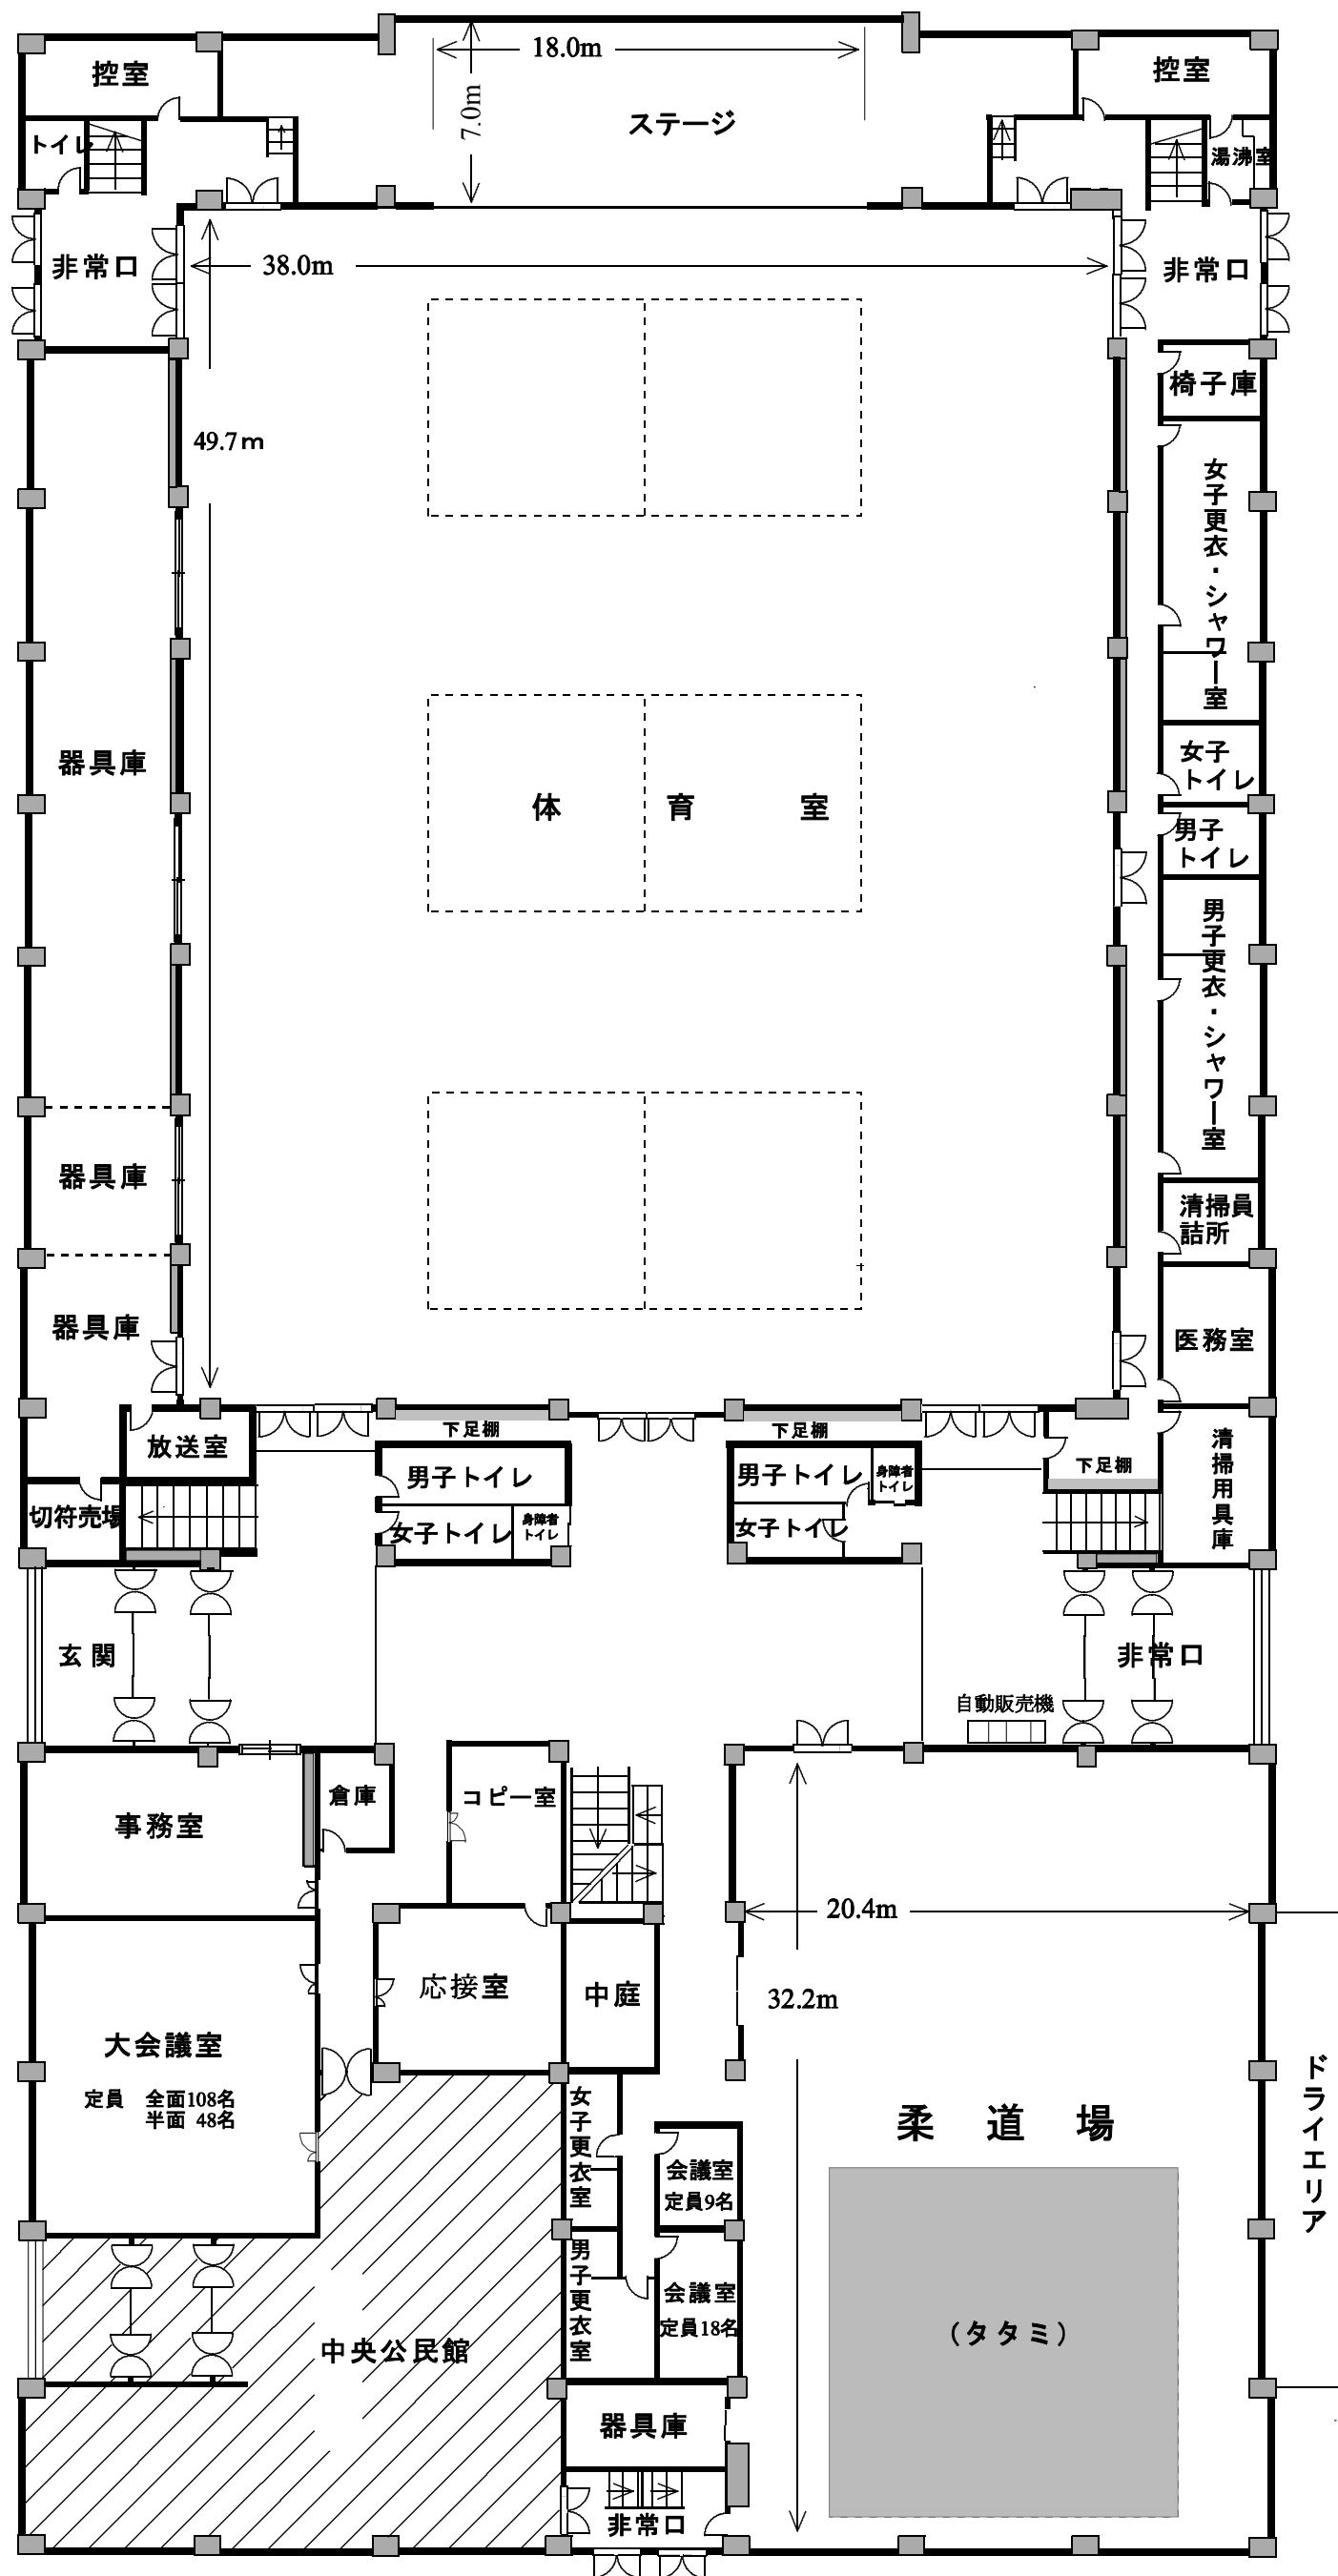 18.0m
控室
控室
7.0m
ステージ
トイレ
湯沸室
非常口
38.0m
非常口
椅子庫
49.7m
女子更衣・シャワー室
器具庫
女子
トイレ
体育室
男子
トイレ
男子更衣・シャワー室
器具庫
清掃員
詰所
器具庫
医務室
下足棚
下足棚
放送室
男子トイレ
男子トイレ
身障者
トイレ
下足棚
清掃用具庫
切符売場
女子トイレ
身障者
トイレ
女子トイレ
玄関
非常口
自動販売機
事務室
倉庫
コピー室
20.4m
応接室
中庭
32.2m
大会議室
定員 全面108名
半面 48名
女子更衣室
柔道場
ドライエリア
会議室
定員9名
男子更衣室
会議室
定員18名
(タタミ)
中央公民館
器具庫
非常口